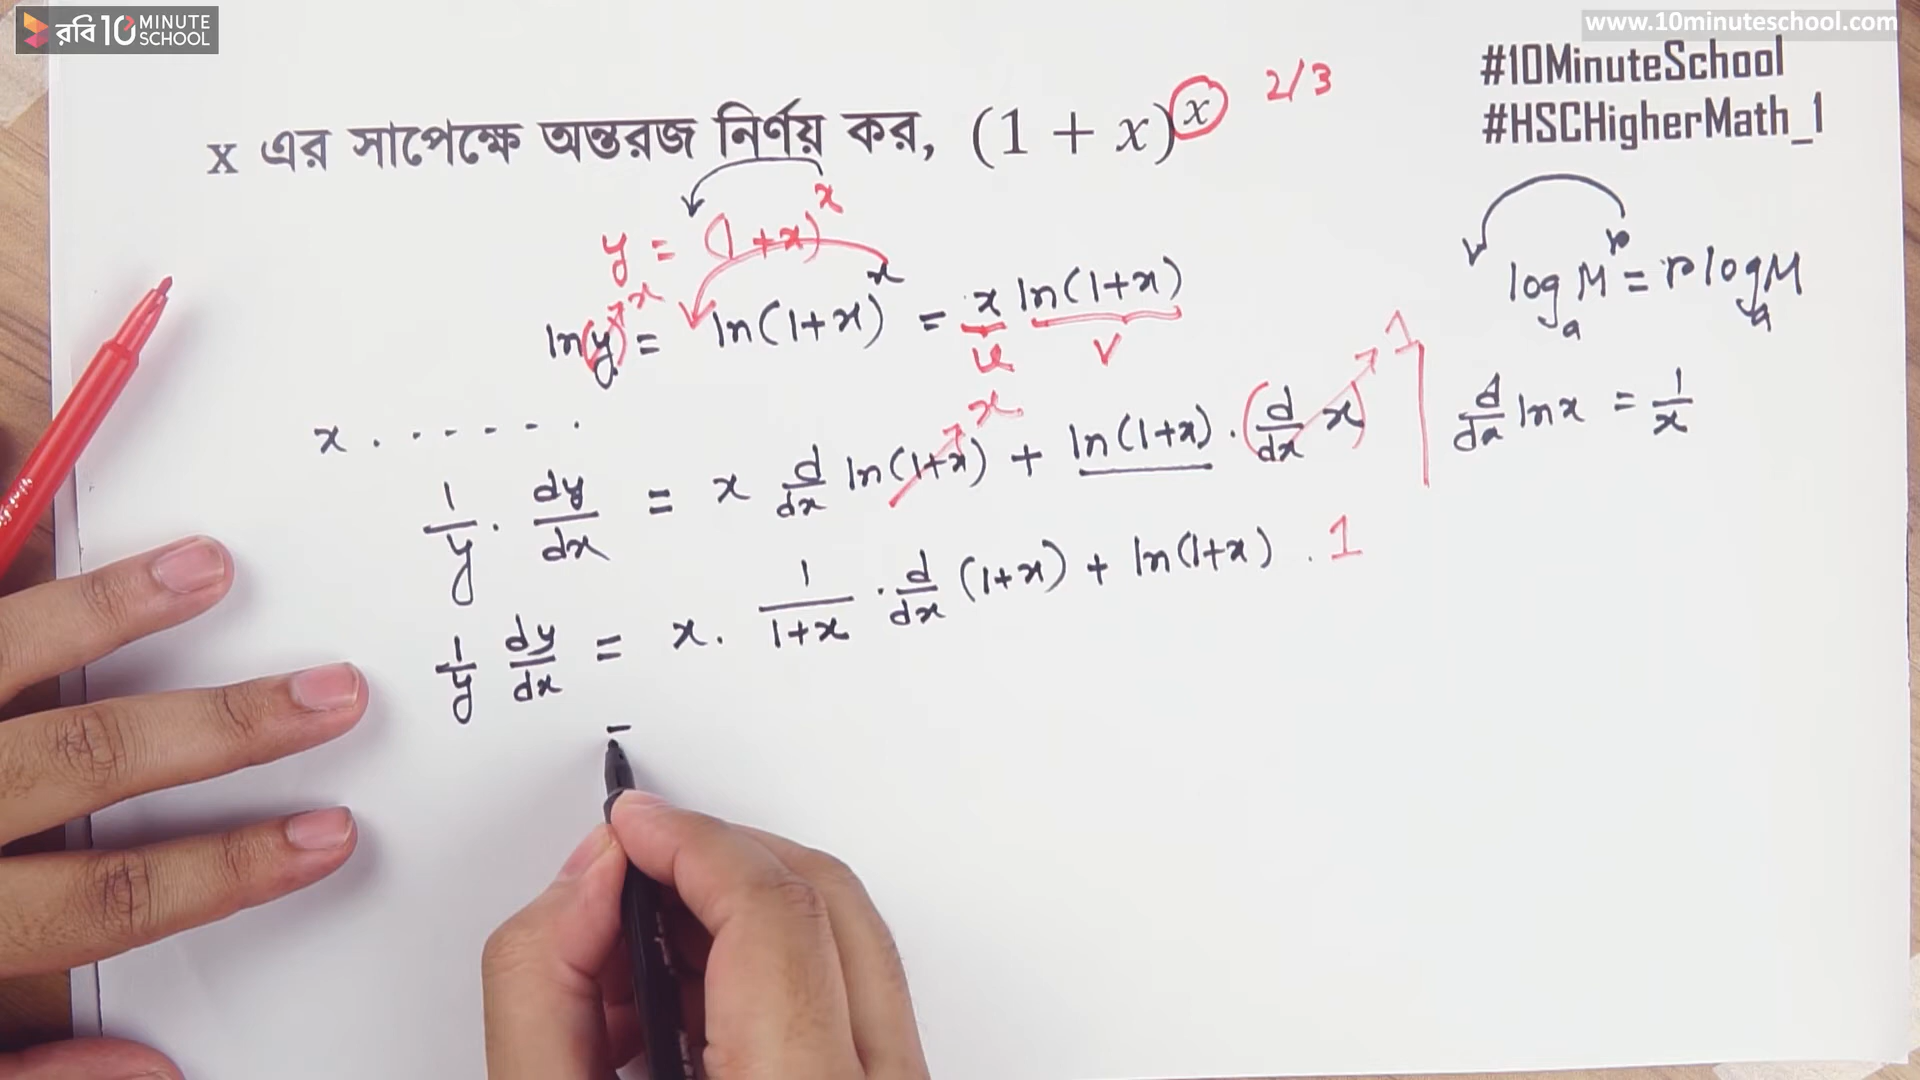 রবি 10 MINUTE SCHOOL
www.10minuteschool.com
#10MinuteSchool
#HSCHigherMath_1
x এর সাপেক্ষে অন্তরজ নির্ণয় কর, (1 + x)^x 2/3
y = (1+x)^x
ln(y) = ln(1+x)^x = x ln(1+x)
x
u v
log_a M^p = p log_a M
x . - - - - - .
1/y . dy/dx = x d/dx ln(1+x) + ln(1+x) . (d/dx x)
x 1
d/dx ln x = 1/x
1/y dy/dx = x . 1/(1+x) . d/dx (1+x) + ln(1+x) . 1